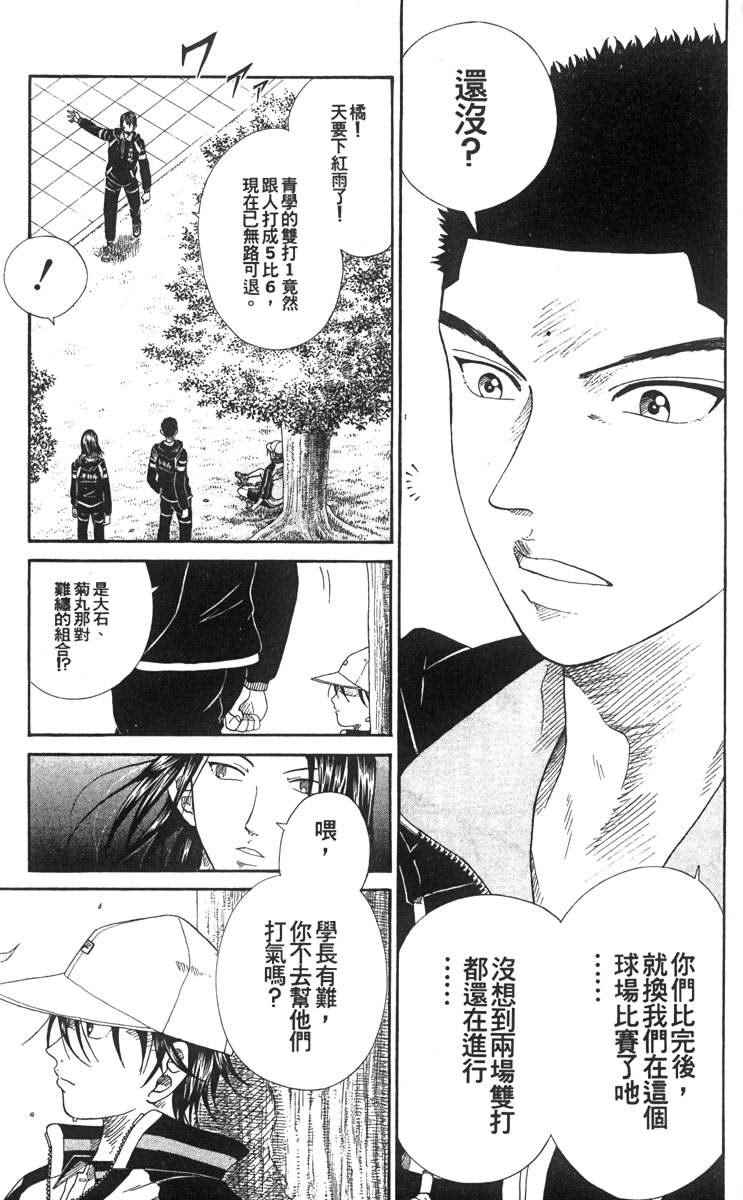 還沒?
你們比完後,
就換我們在這個
球場比賽了吔
⋯⋯
沒想到兩場雙打
都還在進行
⋯⋯
橘!
天要下紅雨了!
青學的雙打1竟然
跟人打成5比6,
現在已無路可退。
!
是大石、
菊丸那對
難纏的組合!?
喂,
學長有難,
你不去幫他們
打氣嗎?